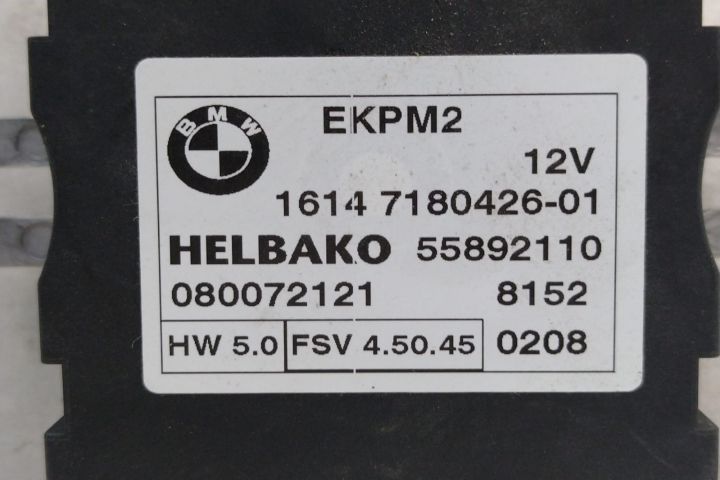 BMW
EKPM2
12V
1614 7180426-01
HELBAKO 55892110
080072121 8152
HW 5.0 FSV 4.50.45 0208